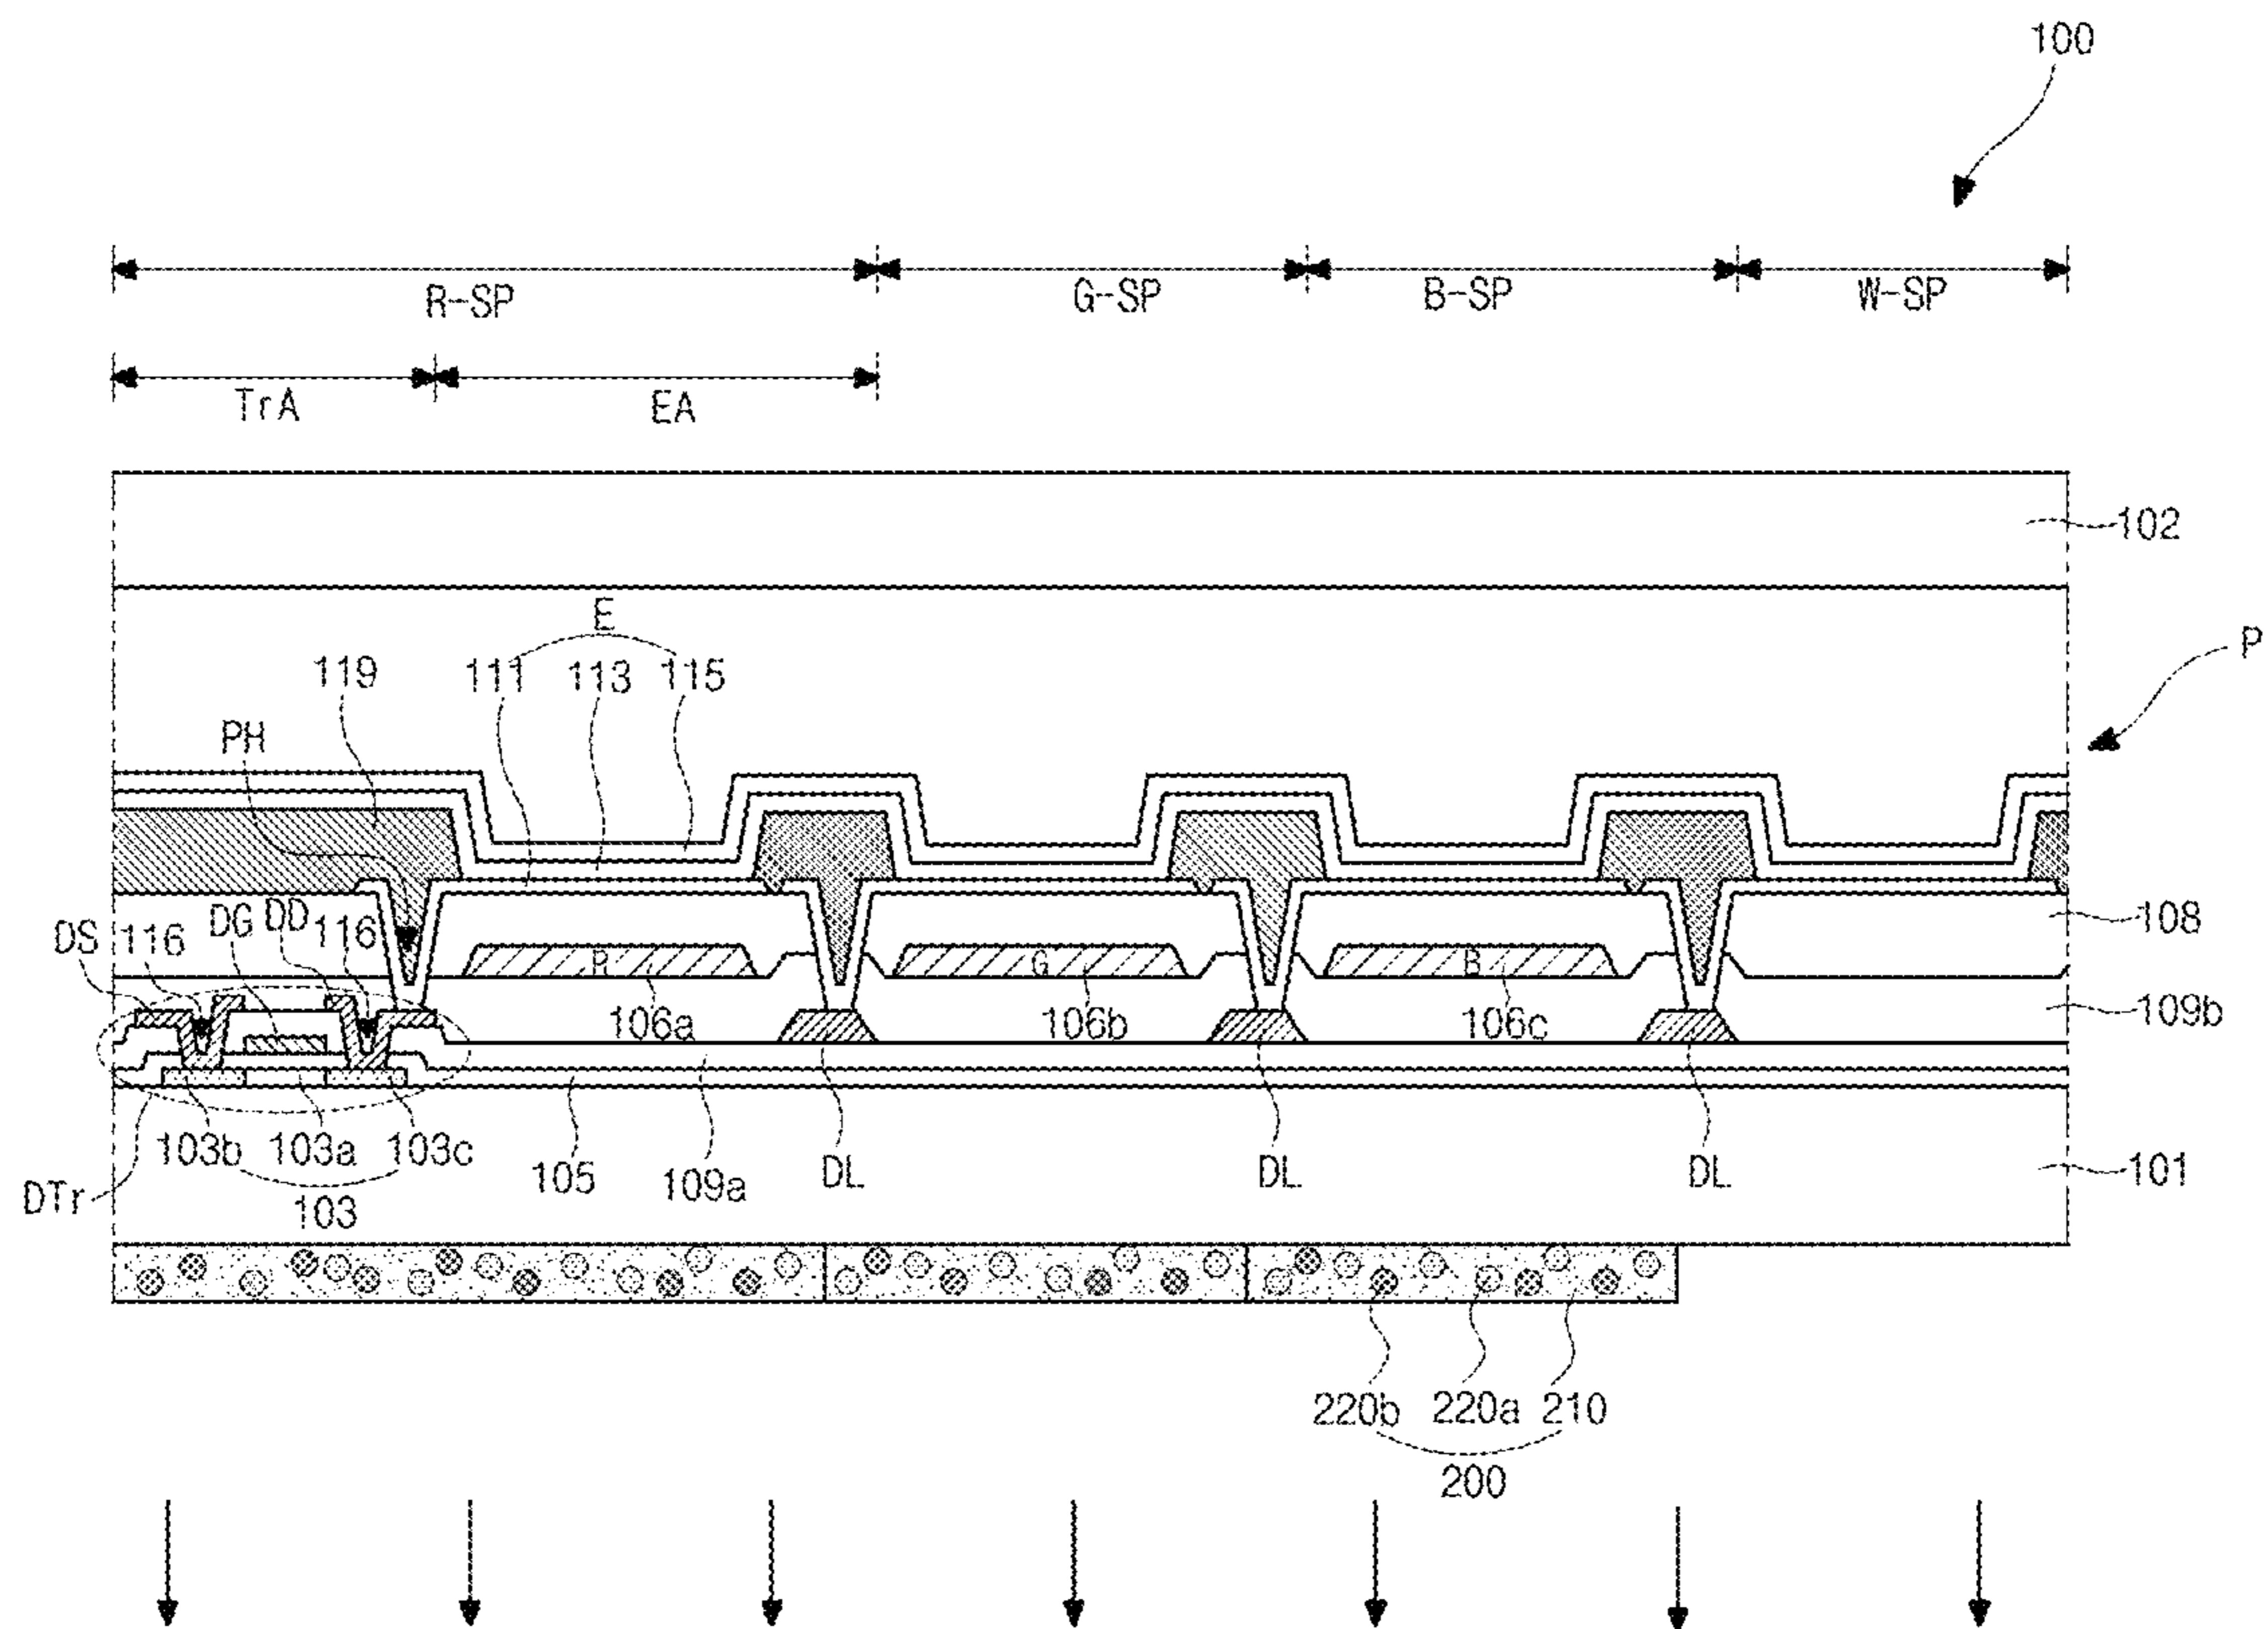 100
R-SP G-SP B-SP W-SP
TrA EA
102
E
P
119 111 113 115
PH
108
DS 116 DG DD 116
R G B
109b
106a 106b 106c
103b 103a 103c 105 109a DL DL DL 101
DTr 103
220b 220a 210
200